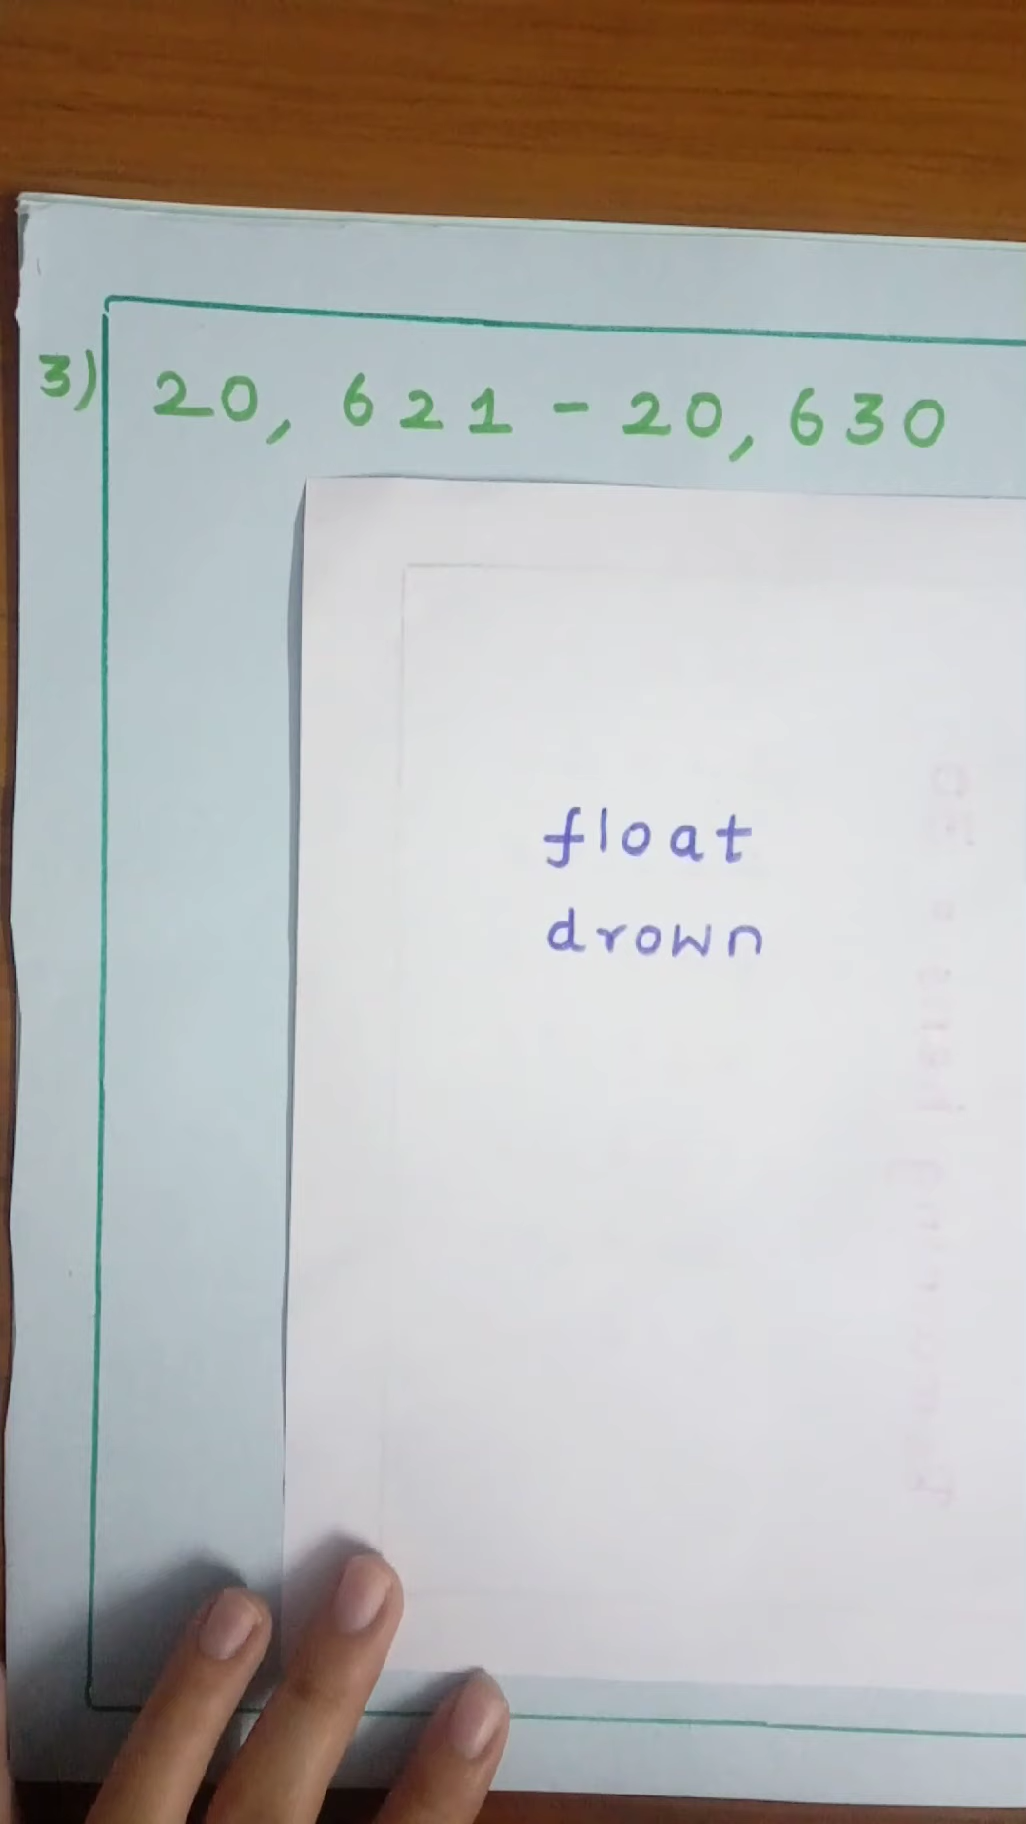 3) 20, 621 - 20, 630
float
drown